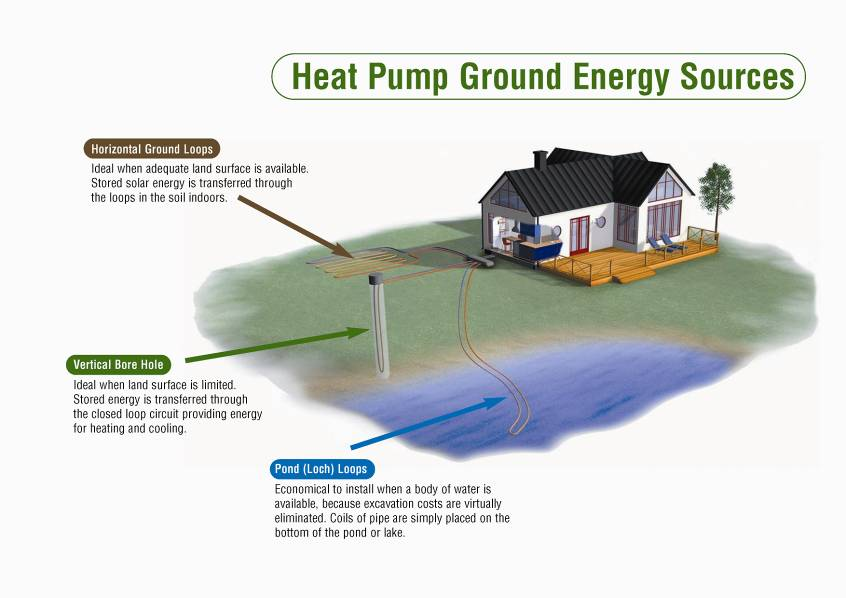 Heat Pump Ground Energy Sources
Horizontal Ground Loops
Ideal when adequate land surface is available.
Stored solar energy is transferred through
the loops in the soil indoors.
Vertical Bore Hole
Ideal when land surface is limited.
Stored energy is transferred through
the closed loop circuit providing energy
for heating and cooling.
Pond (Loch) Loops
Economical to install when a body of water is
available, because excavation costs are virtually
eliminated. Coils of pipe are simply placed on the
bottom of the pond or lake.